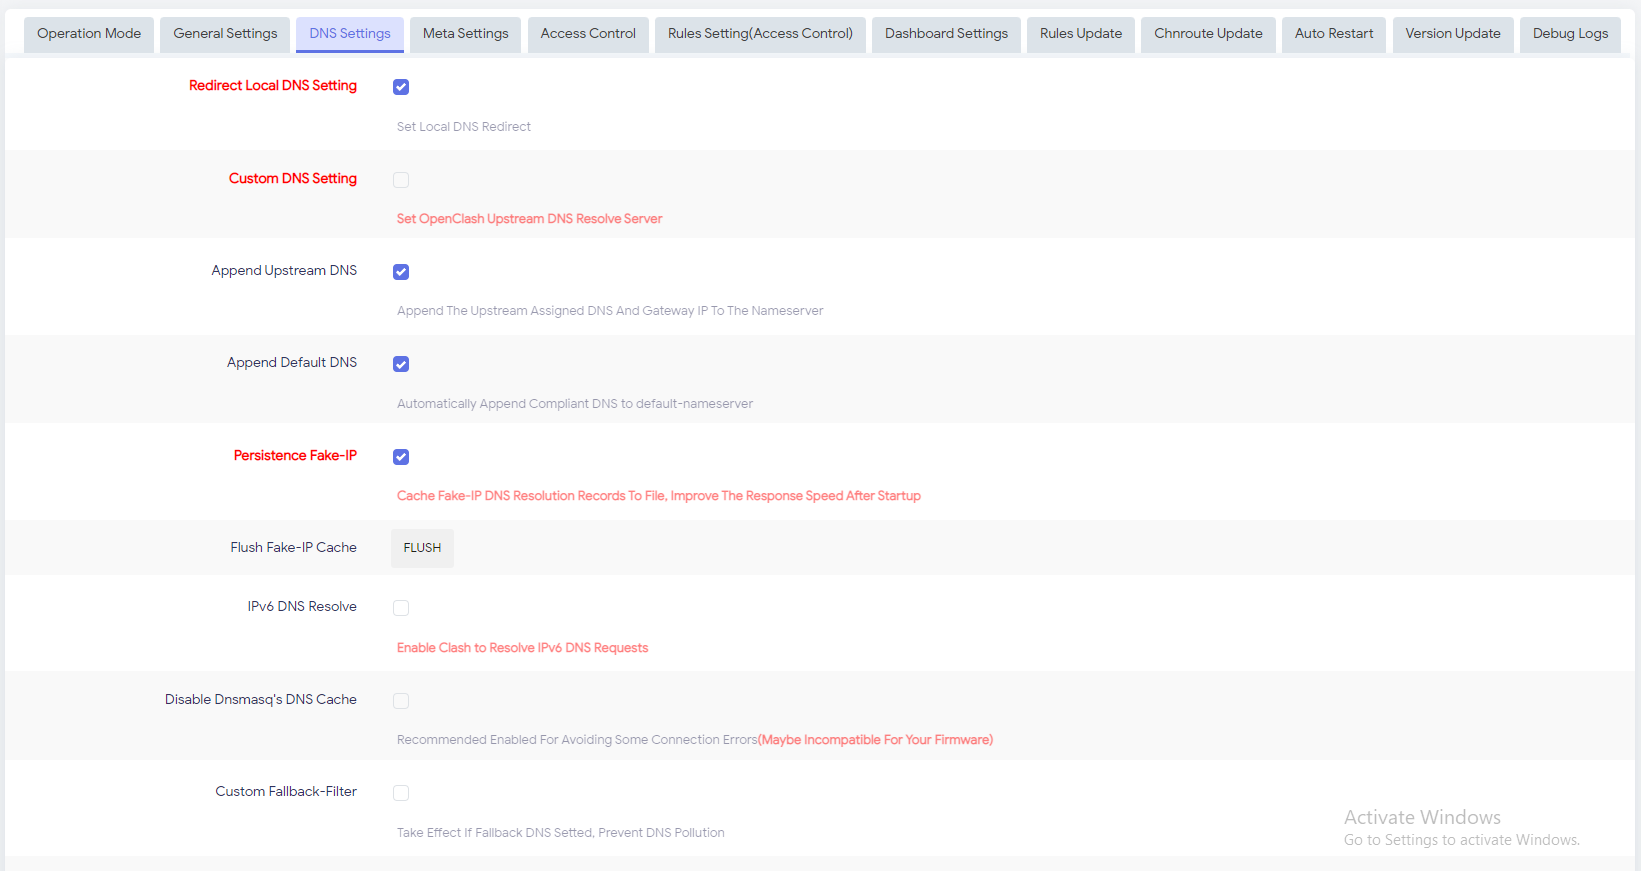 Operation Mode General Settings DNS Settings Meta Settings Access Control Rules Setting(Access Control) Dashboard Settings Rules Update Chnroute Update Auto Restart Version Update Debug Logs
Redirect Local DNS Setting
Set Local DNS Redirect
Custom DNS Setting
Set OpenClash Upstream DNS Resolve Server
Append Upstream DNS
Append The Upstream Assigned DNS And Gateway IP To The Nameserver
Append Default DNS
Automatically Append Compliant DNS to default-nameserver
Persistence Fake-IP
Cache Fake-IP DNS Resolution Records To File, Improve The Response Speed After Startup
Flush Fake-IP Cache FLUSH
IPv6 DNS Resolve
Enable Clash to Resolve IPv6 DNS Requests
Disable Dnsmasq's DNS Cache
Recommended Enabled For Avoiding Some Connection Errors(Maybe Incompatible For Your Firmware)
Custom Fallback-Filter
Take Effect If Fallback DNS Setted, Prevent DNS Pollution
Activate Windows
Go to Settings to activate Windows.